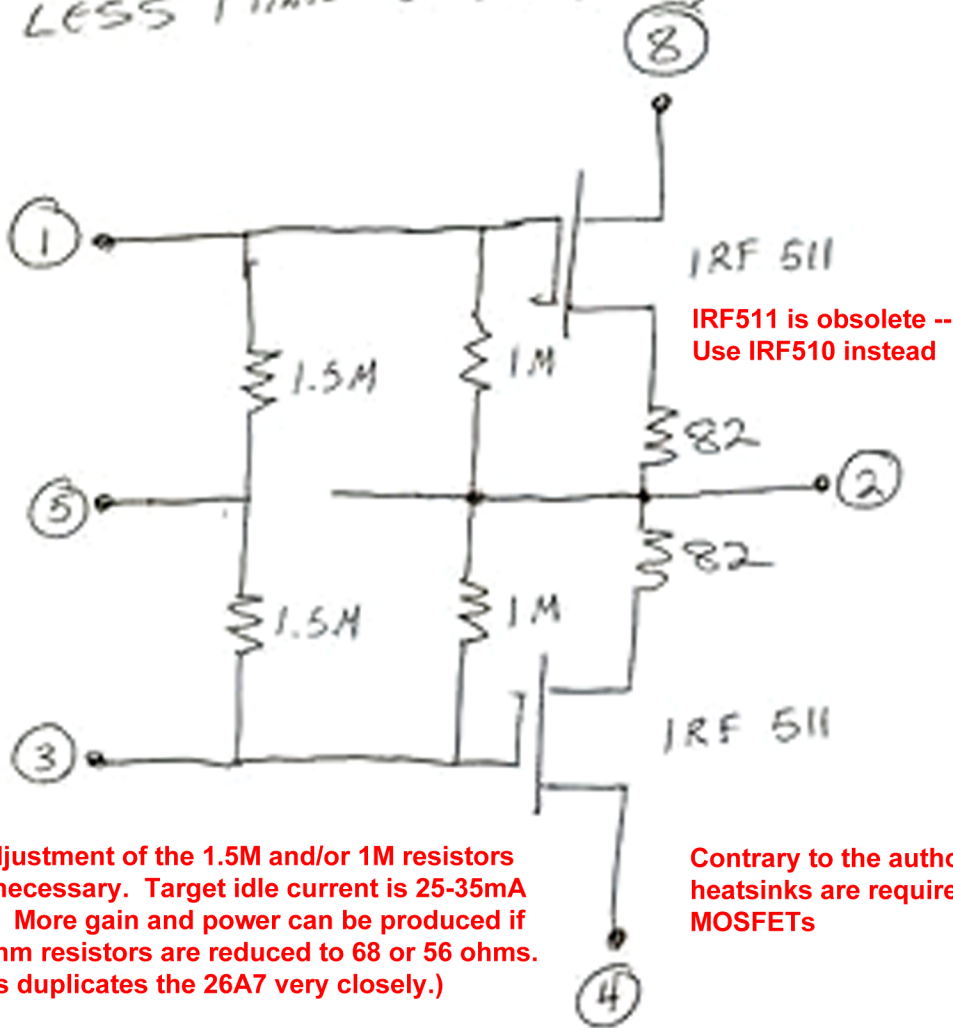 LESS
8
1
IRF 511
IRF511 is obsolete --
Use IRF510 instead
1.5M
1M
82
5
2
82
1.5M
1M
IRF 511
3
djustment of the 1.5M and/or 1M resistors
necessary. Target idle current is 25-35mA
More gain and power can be produced if
hm resistors are reduced to 68 or 56 ohms.
s duplicates the 26A7 very closely.)
Contrary to the autho
heatsinks are require
MOSFETs
4